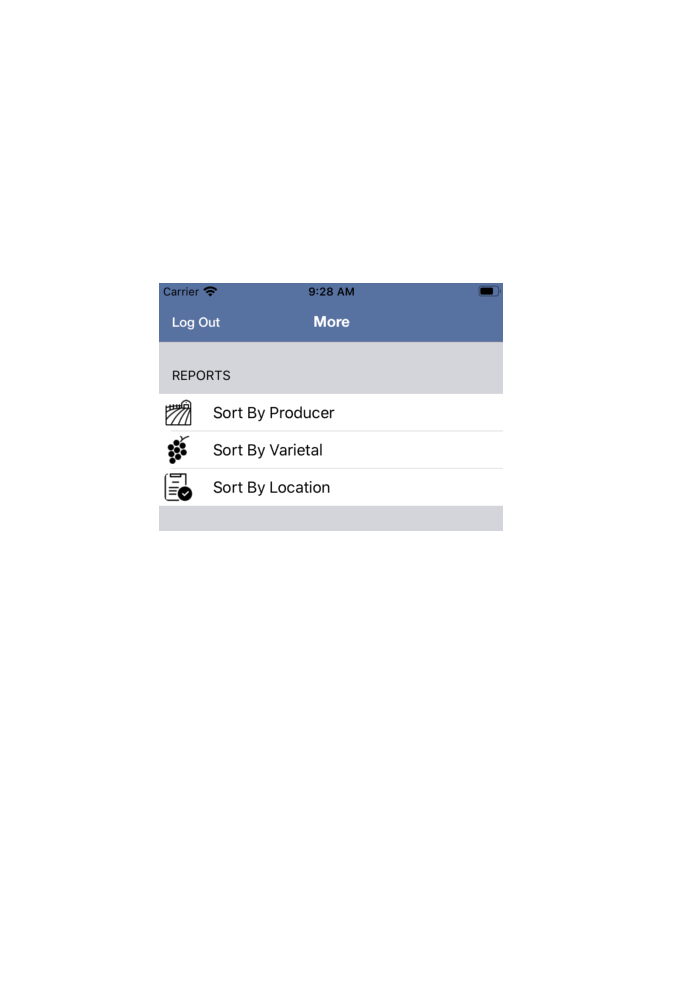 Carrier 9:28 AM
Log Out More
REPORTS
Sort By Producer
Sort By Varietal
Sort By Location